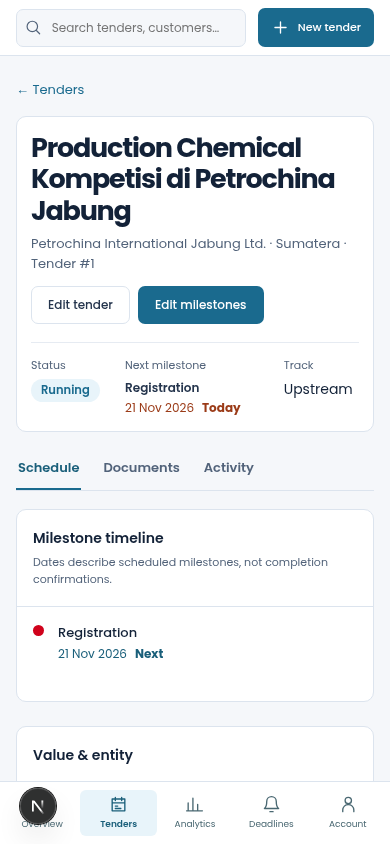 Search tenders, customers...
New tender
← Tenders
Production Chemical
Kompetisi di Petrochina
Jabung
Petrochina International Jabung Ltd. · Sumatera ·
Tender #1
Edit tender
Edit milestones
Status
Next milestone
Track
Running
Registration
Upstream
21 Nov 2026 Today
Schedule
Documents
Activity
Milestone timeline
Dates describe scheduled milestones, not completion
confirmations.
Registration
21 Nov 2026 Next
Value & entity
N
Overview
Tenders
Analytics
Deadlines
Account